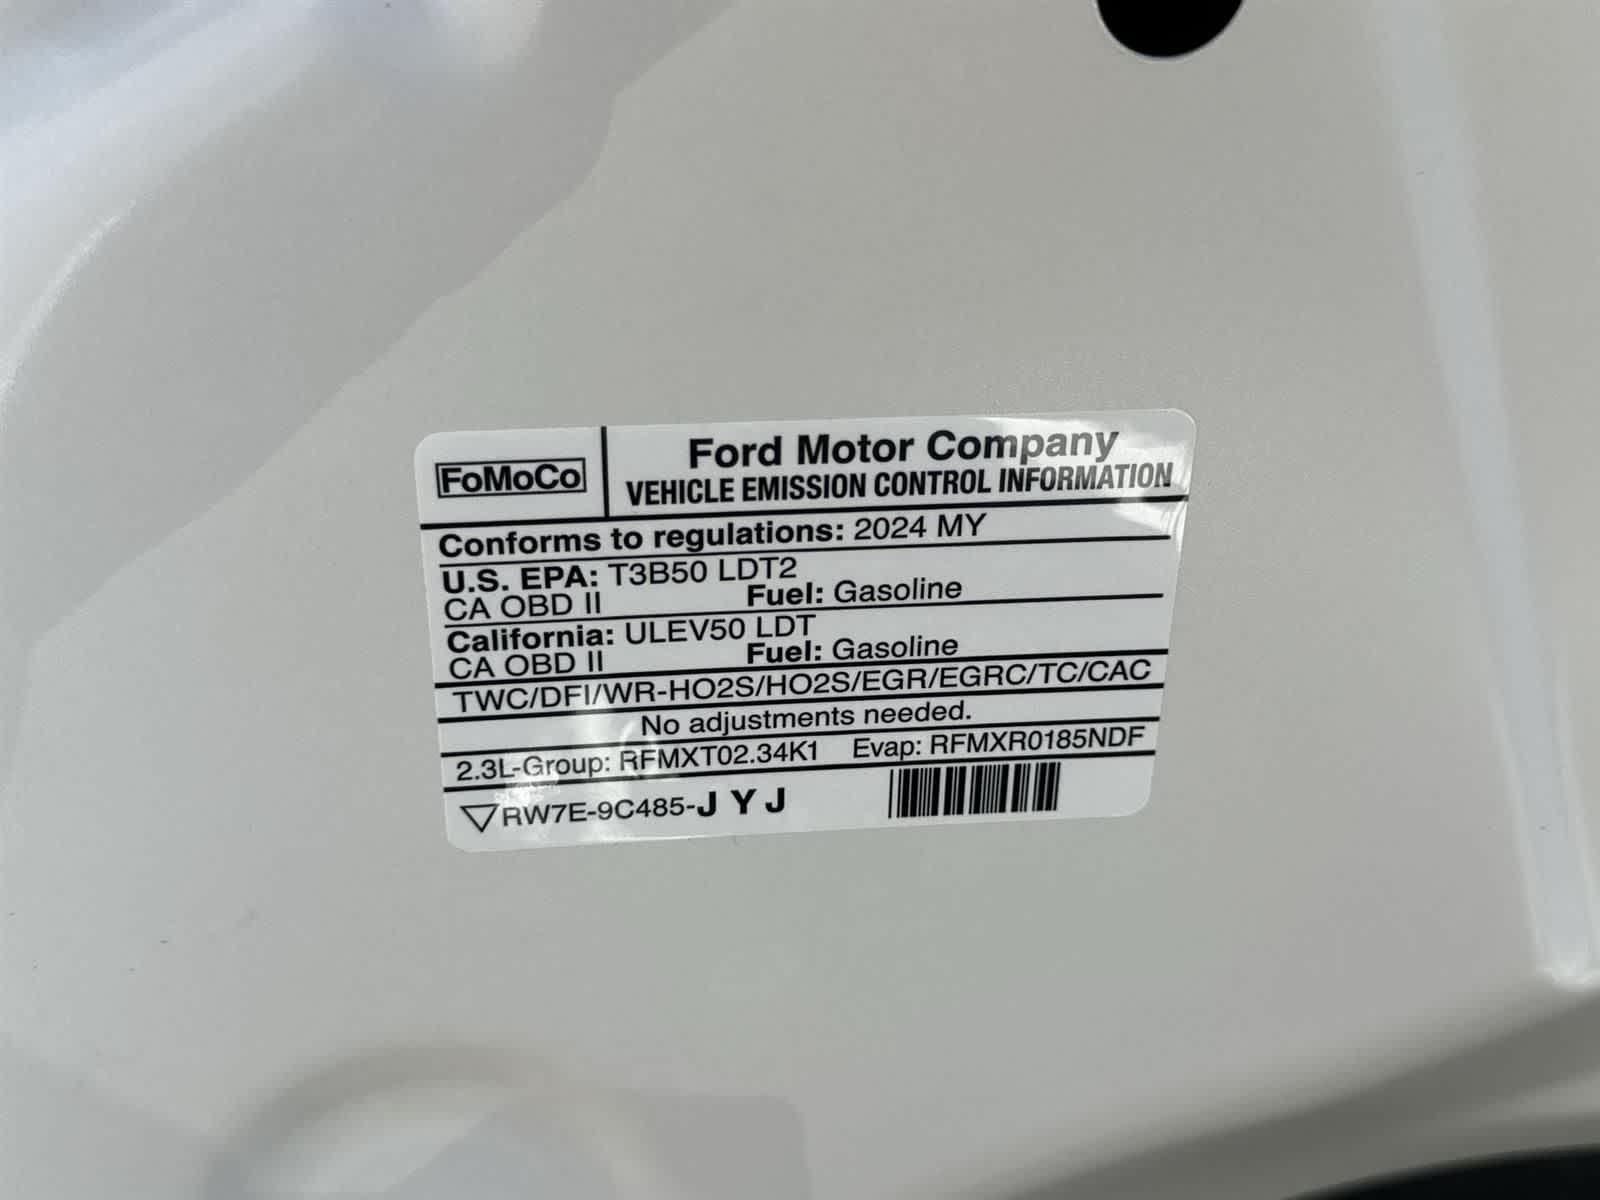 FoMoCo
Ford Motor Company
VEHICLE EMISSION CONTROL INFORMATION
Conforms to regulations: 2024 MY
U.S. EPA: T3B50 LDT2
CA OBD II Fuel: Gasoline
California: ULEV50 LDT
CA OBD II Fuel: Gasoline
TWC/DFI/WR-HO2S/HO2S/EGR/EGRC/TC/CAC
No adjustments needed.
2.3L-Group: RFMXT02.34K1 Evap: RFMXR0185NDF
RW7E-9C485-J Y J